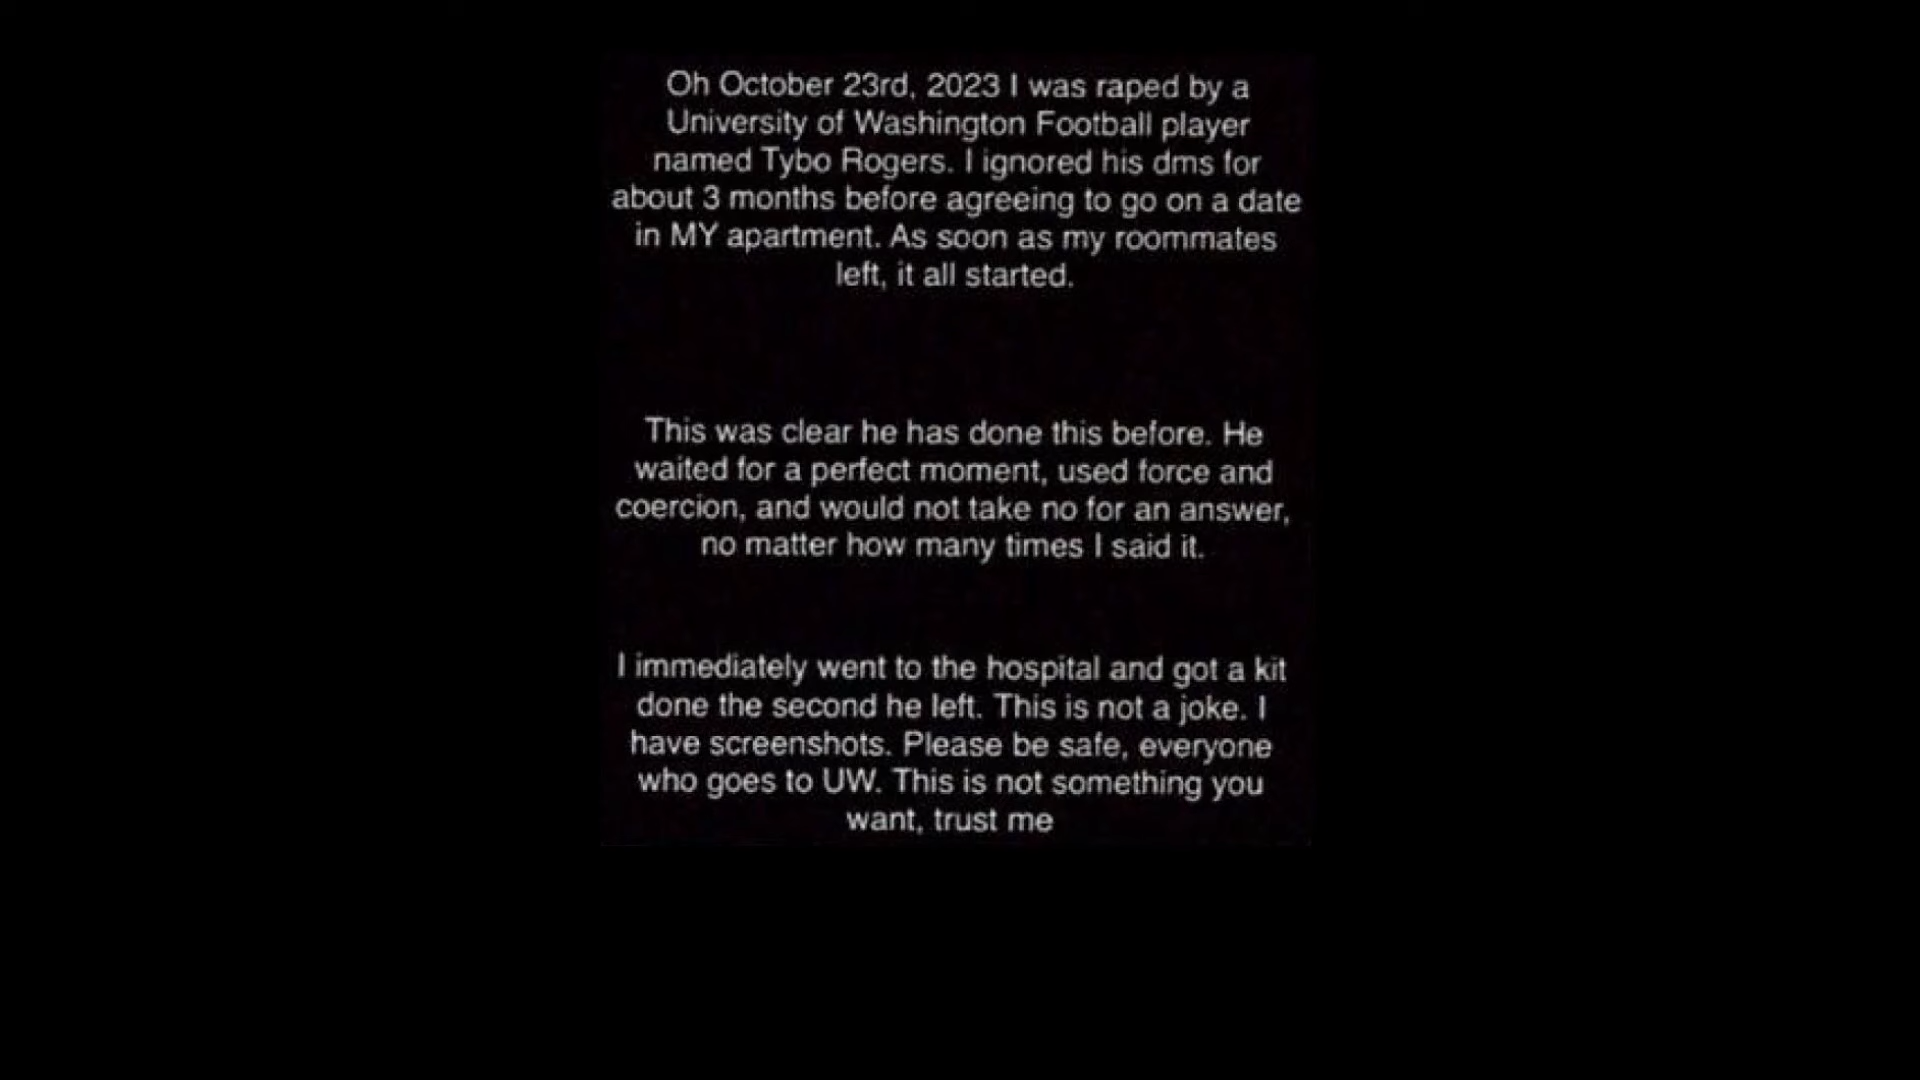 Oh October 23rd, 2023 I was raped by a
University of Washington Football player
named Tybo Rogers. I ignored his dms for
about 3 months before agreeing to go on a date
in MY apartment. As soon as my roommates
left, it all started.
This was clear he has done this before. He
waited for a perfect moment, used force and
coercion, and would not take no for an answer,
no matter how many times I said it.
I immediately went to the hospital and got a kit
done the second he left. This is not a joke. I
have screenshots. Please be safe, everyone
who goes to UW. This is not something you
want, trust me